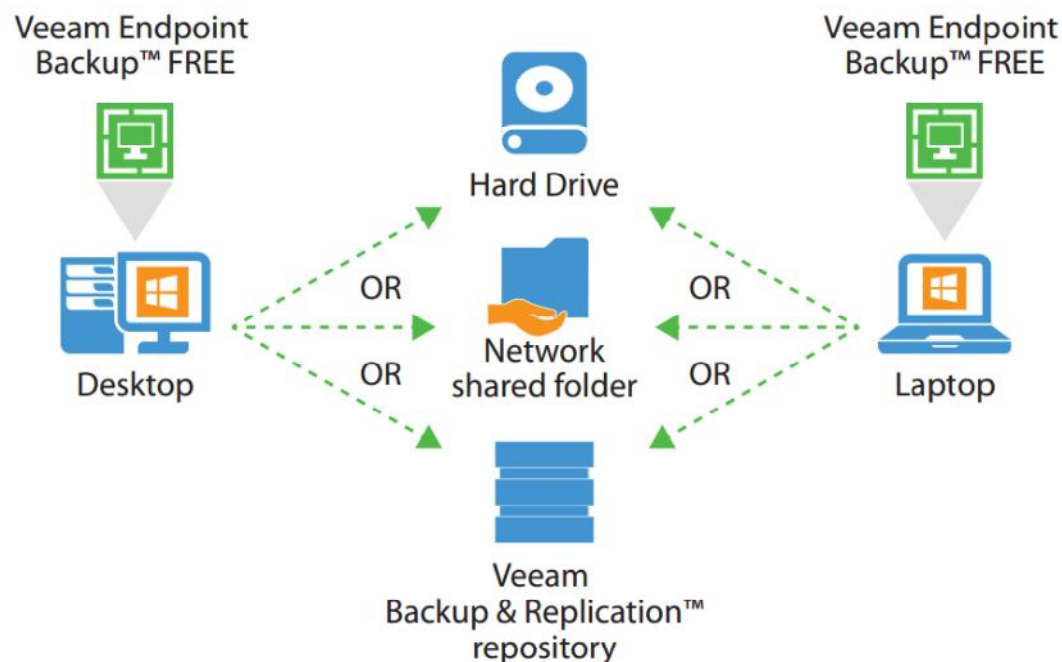 Veeam Endpoint
Backup™ FREE
Veeam Endpoint
Backup™ FREE
Hard Drive
OR
OR
Desktop
Network
shared folder
Laptop
OR
OR
Veeam
Backup & Replication™
repository